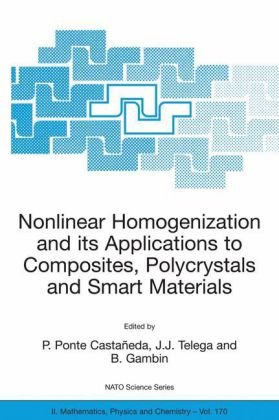 Nonlinear Homogenization
and its Applications to
Composites, Polycrystals
and Smart Materials
Edited by
P. Ponte Castañeda, J.J. Telega and
B. Gambin
NATO Science Series
II. Mathematics, Physics and Chemistry – Vol. 170